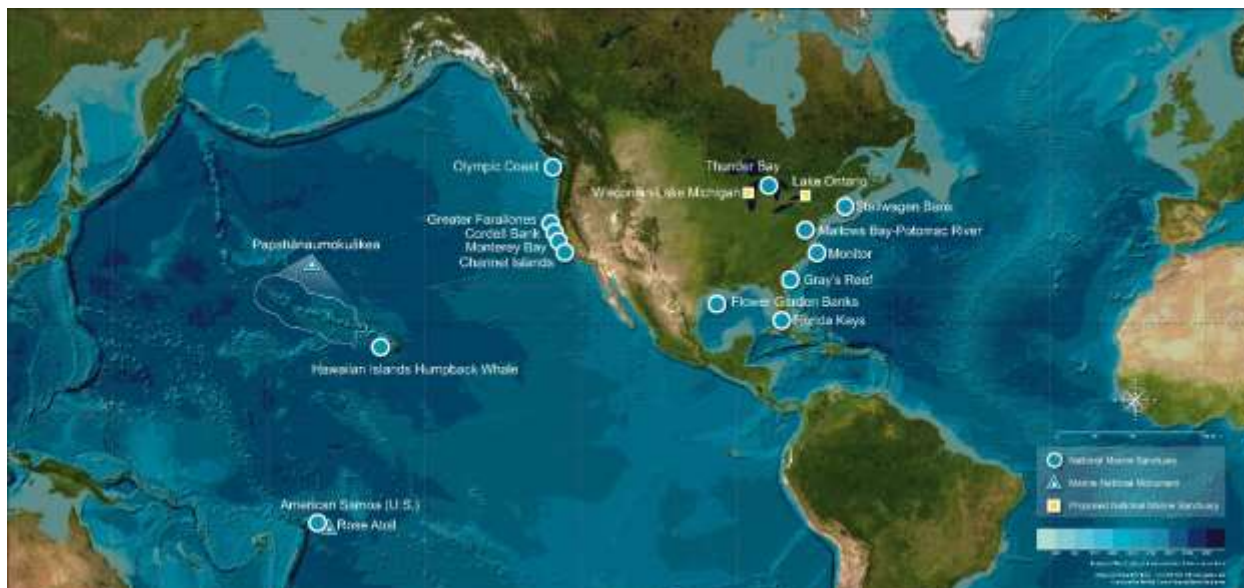 Olympic Coast
Greater Farallones
Cordell Bank
Monterey Bay
Channel Islands
Thunder Bay
Lake Ontario
Wisconsin-Lake Michigan
Stellwagen Bank
Mallows Bay-Potomac River
Monitor
Gray's Reef
Flower Garden Banks
Florida Keys
Papahānaumokuākea
Hawaiian Islands Humpback Whale
American Samoa (U.S.)
Rose Atoll
National Marine Sanctuary
Marine National Monument
Proposed National Marine Sanctuary